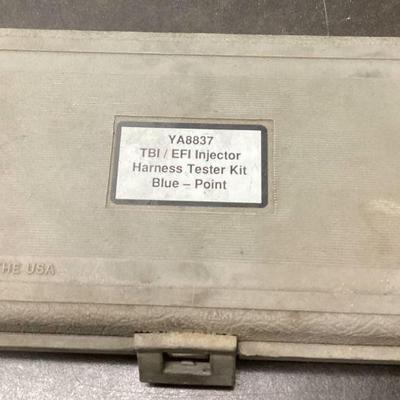 YA8837
TBI / EFI Injector
Harness Tester Kit
Blue – Point
THE USA